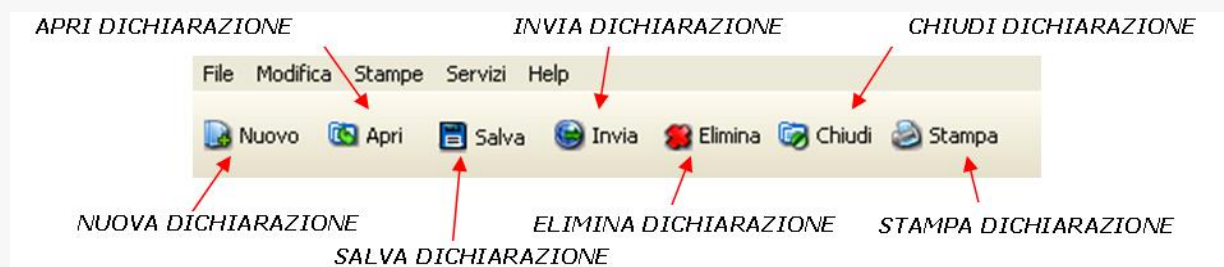 APRI DICHIARAZIONE INVIA DICHIARAZIONE CHIUDI DICHIARAZIONE
File Modifica Stampe Servizi Help
Nuovo Apri Salva Invia Elimina Chiudi Stampa
NUOVA DICHIARAZIONE ELIMINA DICHIARAZIONE STAMPA DICHIARAZIONE
SALVA DICHIARAZIONE